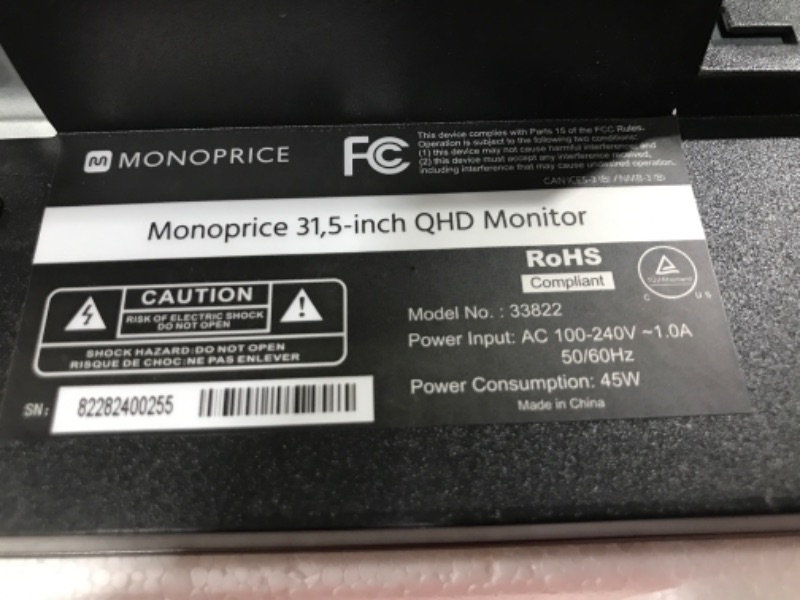 MONOPRICE
FC
This device complies with Parts 15 of the FCC Rules.
Operation is subject to the following two conditions:
(1) this device may not cause harmful interference, and
(2) this device must accept any interference received,
including interference that may cause undesired operation.
Monoprice 31,5-inch QHD Monitor
RoHS
Compliant
C US
CAUTION
RISK OF ELECTRIC SHOCK
DO NOT OPEN
SHOCK HAZARD:DO NOT OPEN
RISQUE DE CHOC:NE PAS ENLEVER
Model No. : 33822
Power Input: AC 100-240V ~1.0A
50/60Hz
Power Consumption: 45W
Made in China
SN: 82282400255